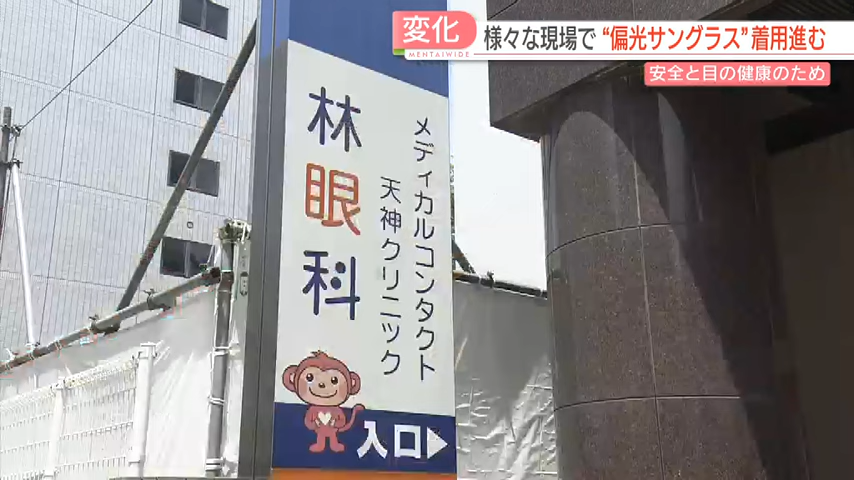 変化
MENTAIWIDE
様々な現場で“偏光サングラス”着用進む
安全と目の健康のため
メディカルコンタクト
天神クリニック
林眼科
入口